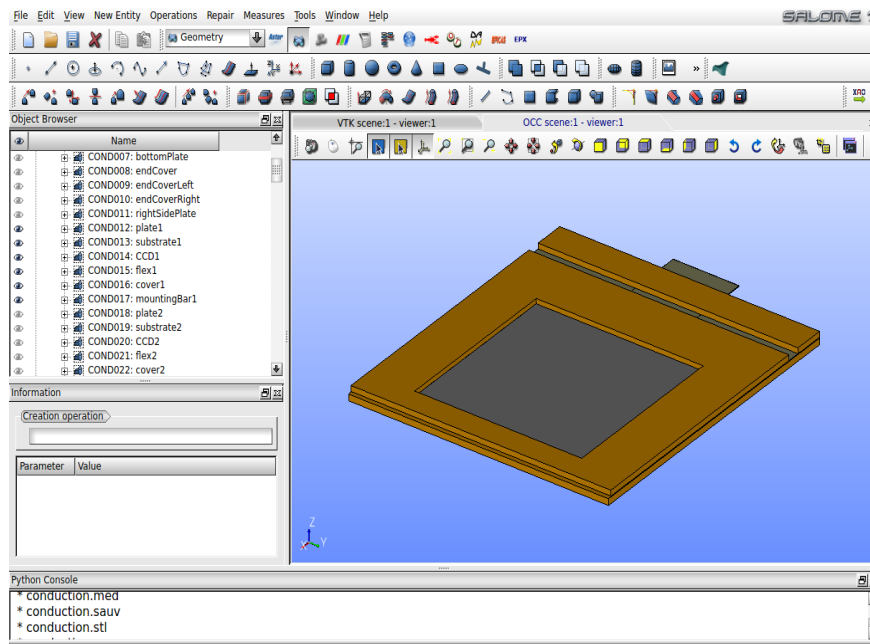 File Edit View New Entity Operations Repair Measures Tools Window Help
SALOME
Geometry
Aster
EPX
Object Browser
VTK scene:1 - viewer:1
OCC scene:1 - viewer:1
Name
COND007: bottomPlate
COND008: endCover
COND009: endCoverLeft
COND010: endCoverRight
COND011: rightSidePlate
COND012: plate1
COND013: substrate1
COND014: CCD1
COND015: flex1
COND016: cover1
COND017: mountingBar1
COND018: plate2
COND019: substrate2
COND020: CCD2
COND021: flex2
COND022: cover2
Information
Creation operation
Parameter Value
Z
X
Y
Python Console
* conduction.med
* conduction.sauv
* conduction.stl